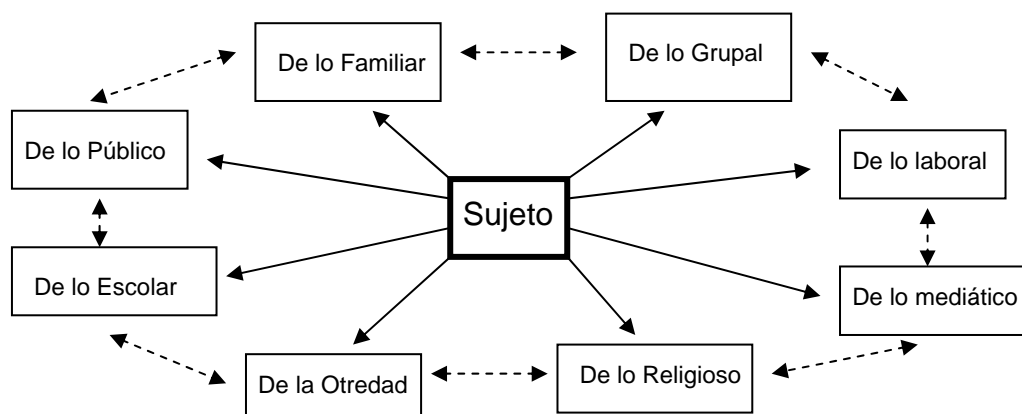 De lo Familiar
De lo Grupal
De lo Público
De lo laboral
Sujeto
De lo Escolar
De lo mediático
De la Otredad
De lo Religioso